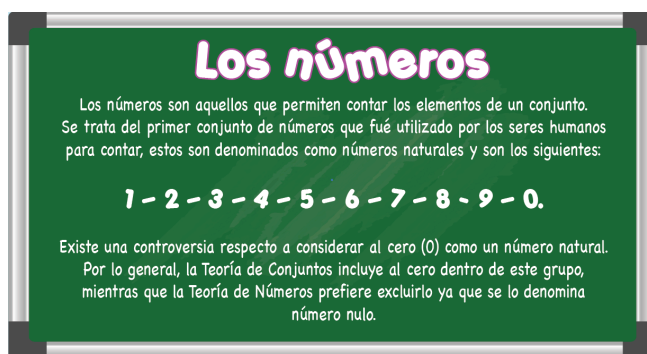 Los números
Los números son aquellos que permiten contar los elementos de un conjunto.
Se trata del primer conjunto de números que fué utilizado por los seres humanos
para contar, estos son denominados como números naturales y son los siguientes:
1 – 2 – 3 – 4 – 5 – 6 – 7 – 8 - 9 – 0.
Existe una controversia respecto a considerar al cero (0) como un número natural.
Por lo general, la Teoría de Conjuntos incluye al cero dentro de este grupo,
mientras que la Teoría de Números prefiere excluirlo ya que se lo denomina
número nulo.